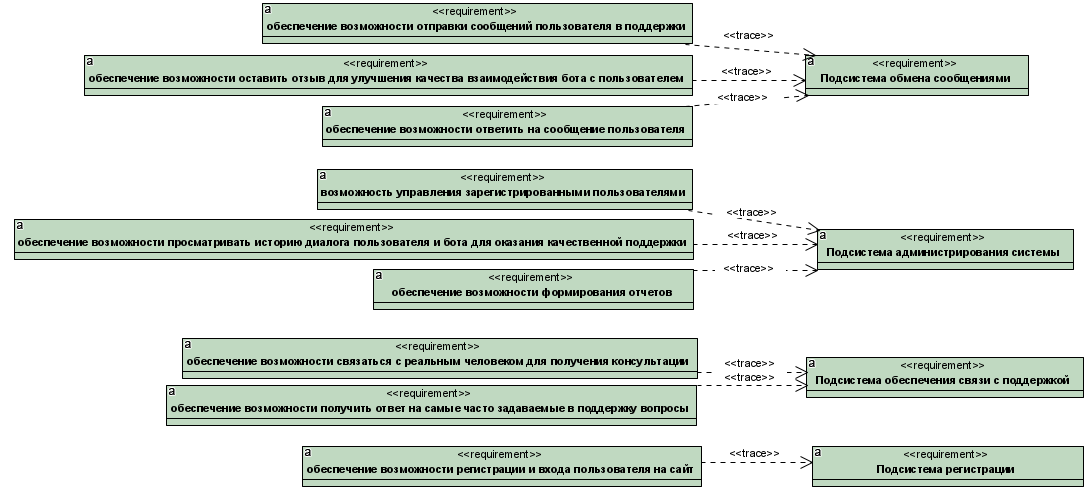 a
<<requirement>>
обеспечение возможности отправки сообщений пользователя в поддержки
<<trace>>
a
<<requirement>>
обеспечение возможности оставить отзыв для улучшения качества взаимодействия бота с пользователем
<<trace>>
a
<<requirement>>
Подсистема обмена сообщениями
<<trace>>
a
<<requirement>>
обеспечение возможности ответить на сообщение пользователя
a
<<requirement>>
возможность управления зарегистрированными пользователями
<<trace>>
a
<<requirement>>
обеспечение возможности просматривать историю диалога пользователя и бота для оказания качественной поддержки
<<trace>>
a
<<requirement>>
Подсистема администрирования системы
<<trace>>
a
<<requirement>>
обеспечение возможности формирования отчетов
a
<<requirement>>
обеспечение возможности связаться с реальным человеком для получения консультации
<<trace>>
<<trace>>
a
<<requirement>>
Подсистема обеспечения связи с поддержкой
a
<<requirement>>
обеспечение возможности получить ответ на самые часто задаваемые в поддержку вопросы
a
<<requirement>>
обеспечение возможности регистрации и входа пользователя на сайт
<<trace>>
a
<<requirement>>
Подсистема регистрации